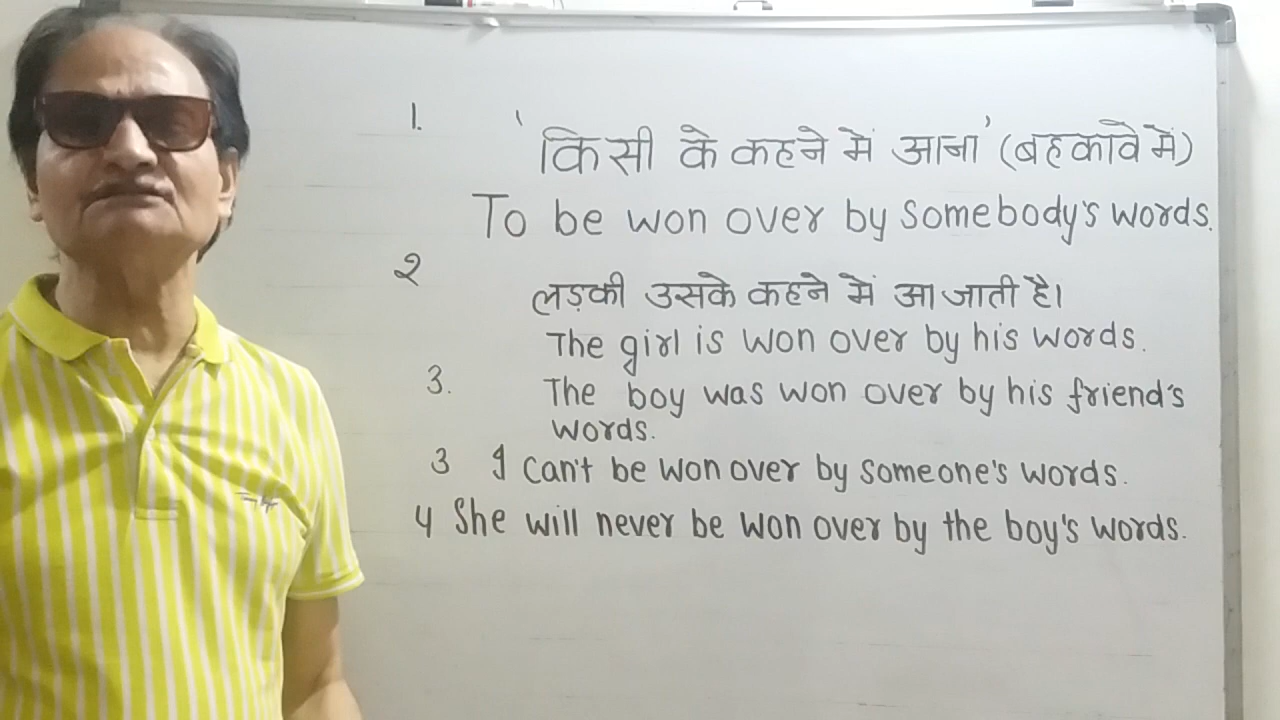 1. 'किसी के कहने में आना' (बहकावे में)
To be won over by somebody's words.
2 लड़की उसके कहने में आ जाती है।
The girl is won over by his words.
3. The boy was won over by his friend's
words.
3 I can't be won over by someone's words.
4 She will never be won over by the boy's words.